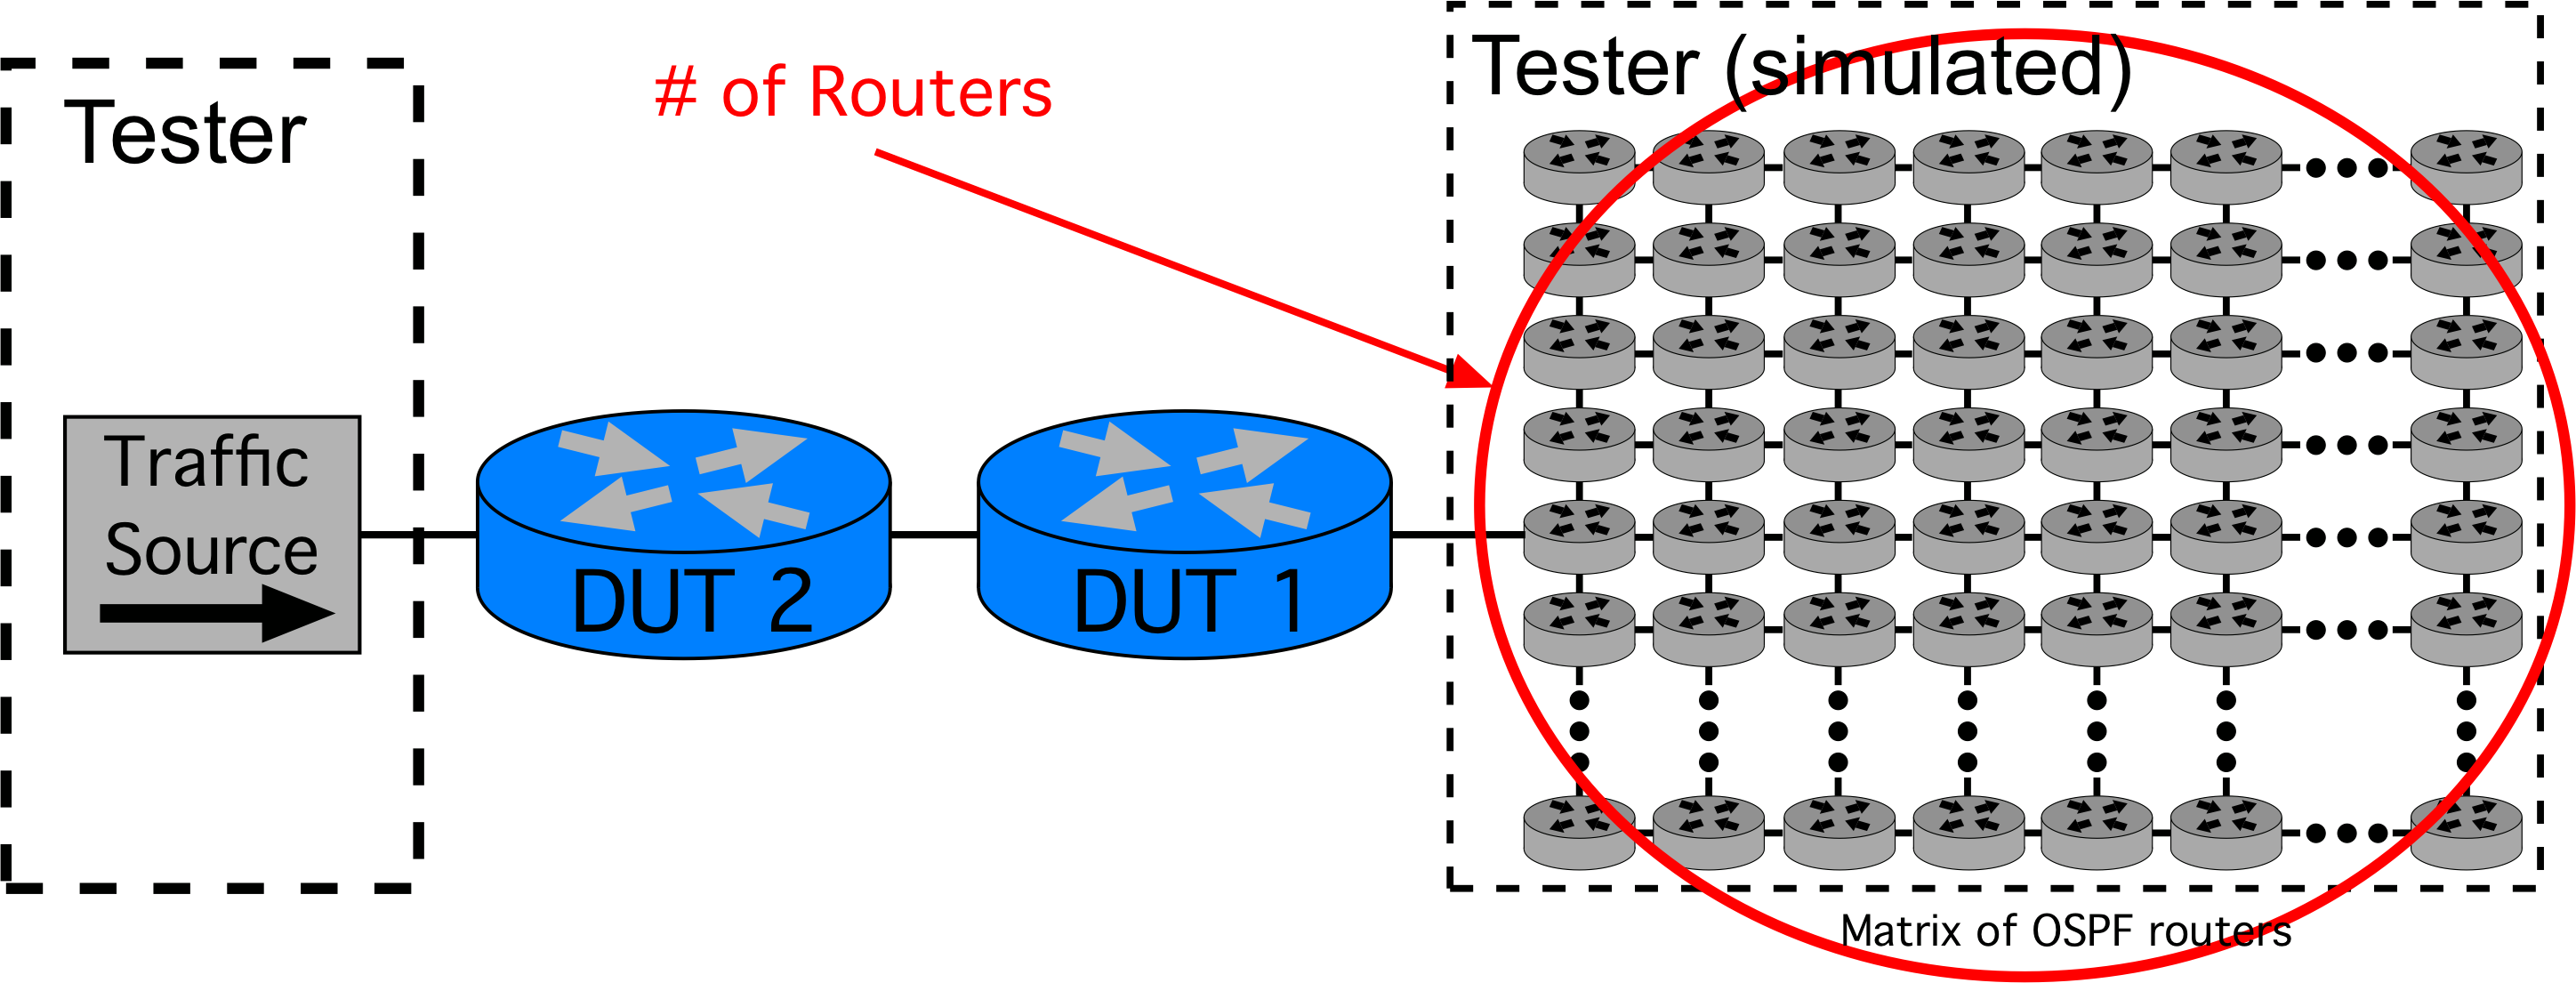 Tester
# of Routers
Tester (simulated)
Traffic
Source
DUT 2
DUT 1
Matrix of OSPF routers